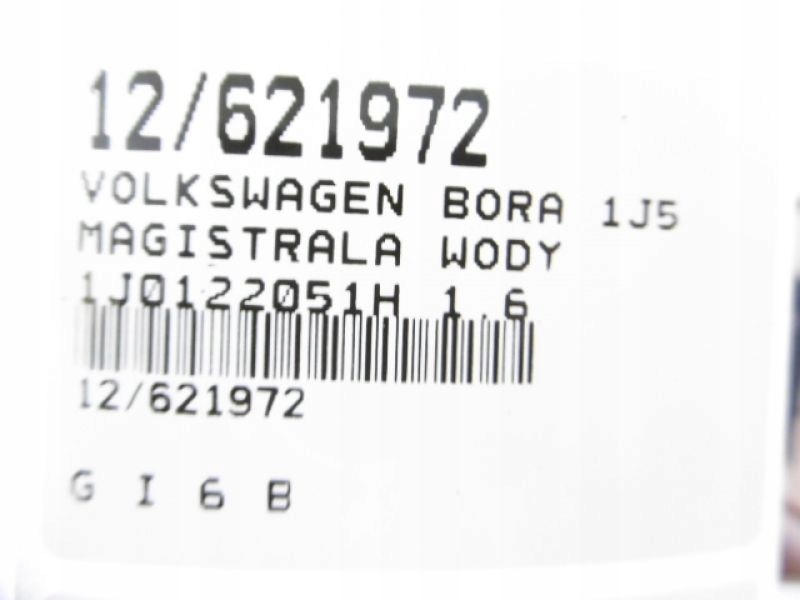 12/621972
VOLKSWAGEN BORA 1J5
MAGISTRALA WODY
1J0122051H 1.6
12/621972
G I 6 B